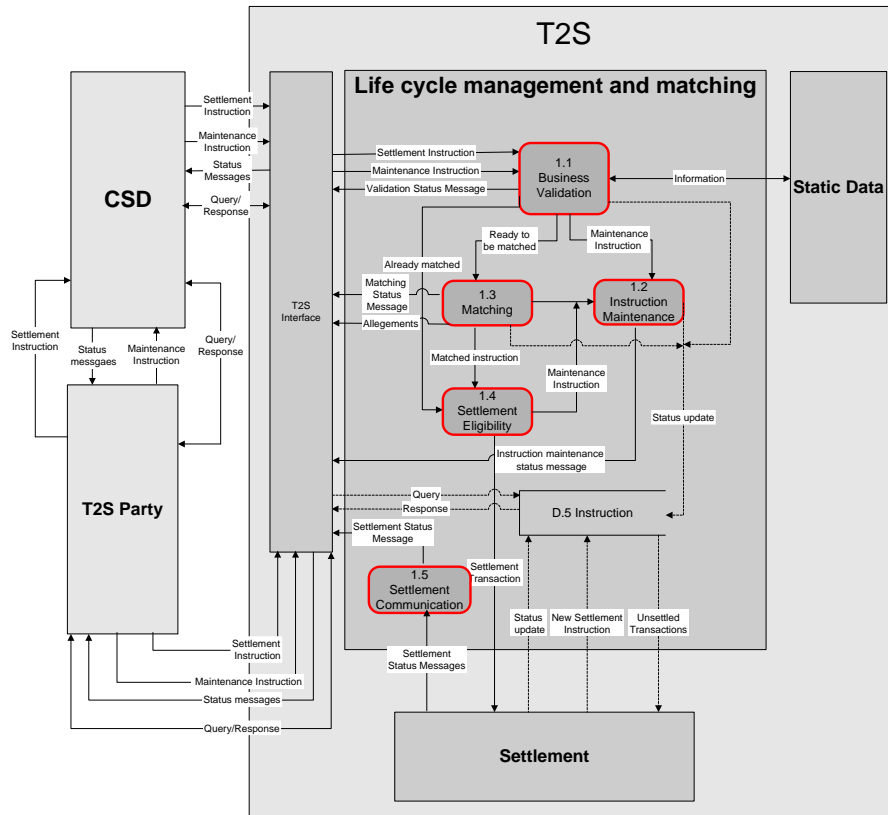 T2S
Life cycle management and matching
CSD
Settlement
Instruction
Maintenance
Instruction
Status
Messages
Query/
Response
Settlement Instruction
Maintenance Instruction
Validation Status Message
1.1
Business
Validation
Information
Static Data
Ready to
be matched
Maintenance
Instruction
Already matched
Matching
Status
Message
1.3
Matching
1.2
Instruction
Maintenance
T2S
Interface
Allegements
Settlement
Instruction
Status
messgaes
Maintenance
Instruction
Query/
Response
Matched instruction
Maintenance
Instruction
1.4
Settlement
Eligibility
Status update
Instruction maintenance
status message
T2S Party
Query
Response
D.5 Instruction
Settlement Status
Message
1.5
Settlement
Communication
Settlement
Transaction
Status
update
New Settlement
Instruction
Unsettled
Transactions
Settlement
Instruction
Settlement
Status Messages
Maintenance Instruction
Status messages
Query/Response
Settlement